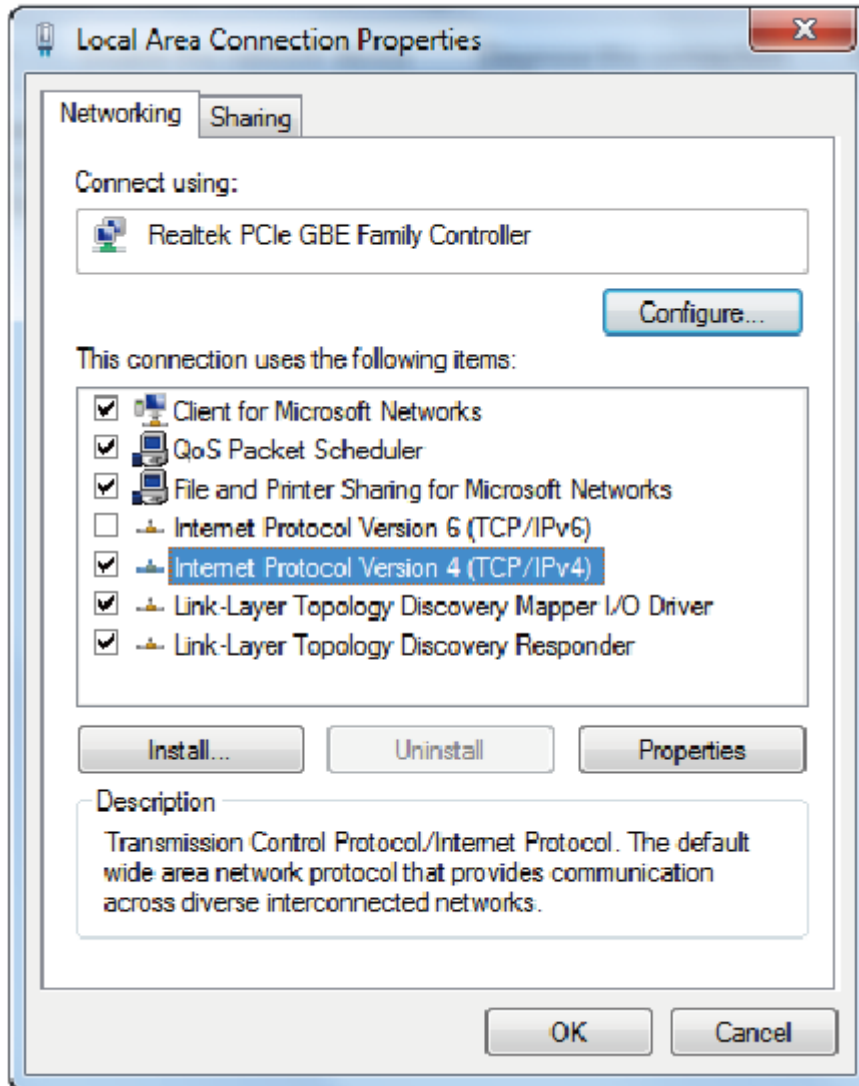 Local Area Connection Properties
Networking
Sharing
Connect using:
Realtek PCIe GBE Family Controller
Configure...
This connection uses the following items:
Client for Microsoft Networks
QoS Packet Scheduler
File and Printer Sharing for Microsoft Networks
Internet Protocol Version 6 (TCP/IPv6)
Internet Protocol Version 4 (TCP/IPv4)
Link-Layer Topology Discovery Mapper I/O Driver
Link-Layer Topology Discovery Responder
Install...
Uninstall
Properties
Description
Transmission Control Protocol/Internet Protocol. The default
wide area network protocol that provides communication
across diverse interconnected networks.
OK
Cancel